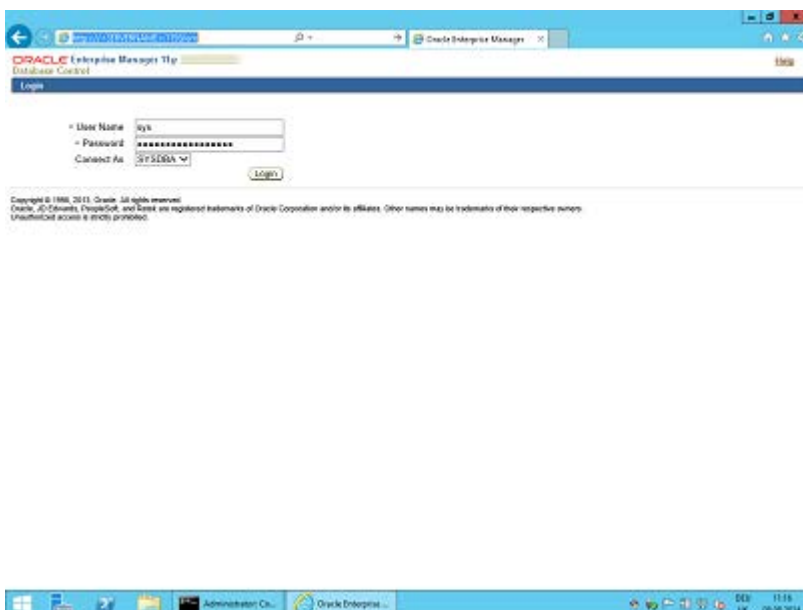 Oracle Enterprise Manager
ORACLE Enterprise Manager 11g
Database Control
Help
Login
User Name sys
Password
Connect As SYSDBA
Login
Copyright © 1996, 2013, Oracle. All rights reserved.
Oracle, JD Edwards, PeopleSoft, and Retek are registered trademarks of Oracle Corporation and/or its affiliates. Other names may be trademarks of their respective owners.
Unauthorized access is strictly prohibited.
Administrator: Co...
Oracle Enterprise...
DEU
11:16